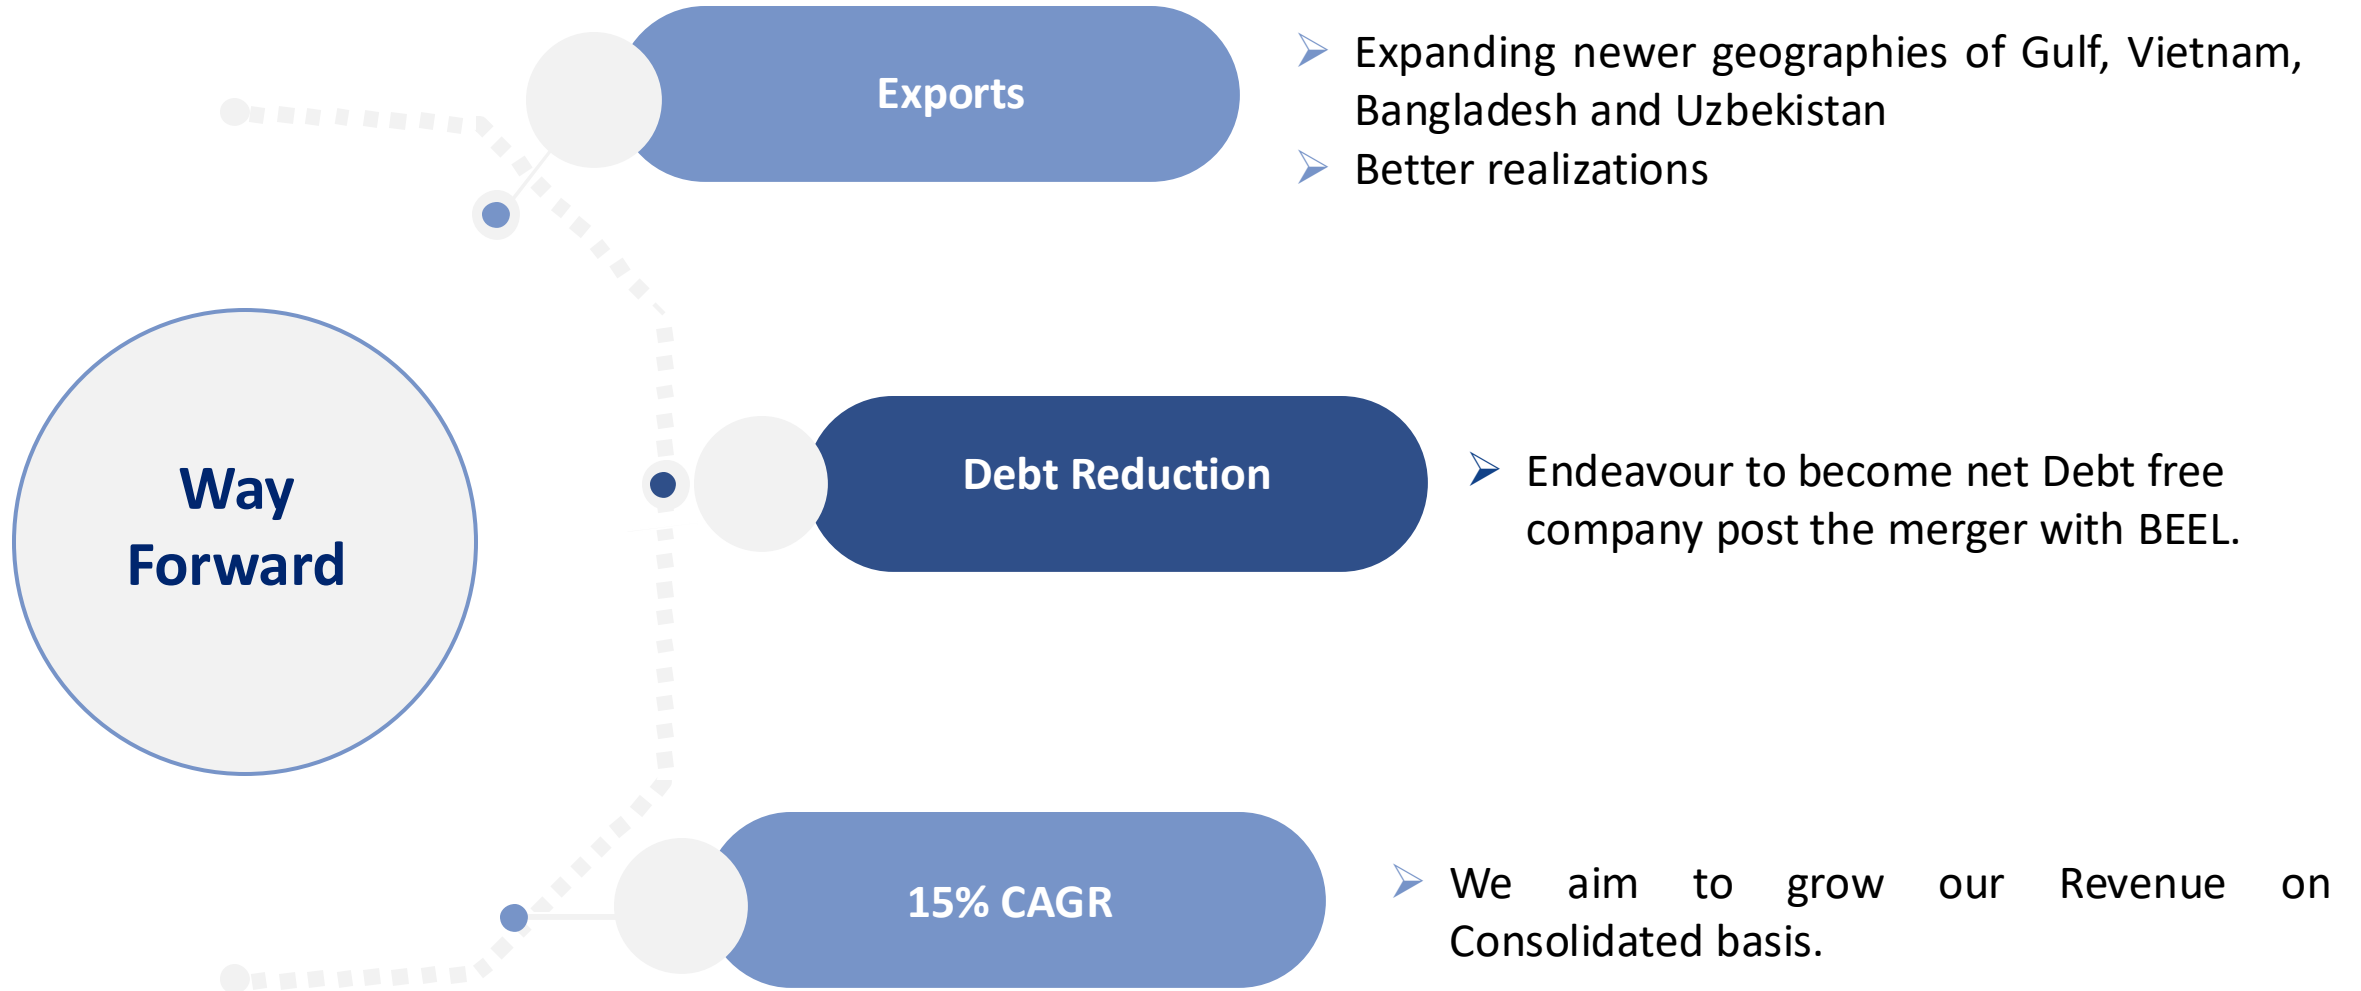 Way
Forward
Exports
Expanding newer geographies of Gulf, Vietnam,
Bangladesh and Uzbekistan
Better realizations
Debt Reduction
Endeavour to become net Debt free
company post the merger with BEEL.
15% CAGR
We aim to grow our Revenue on
Consolidated basis.